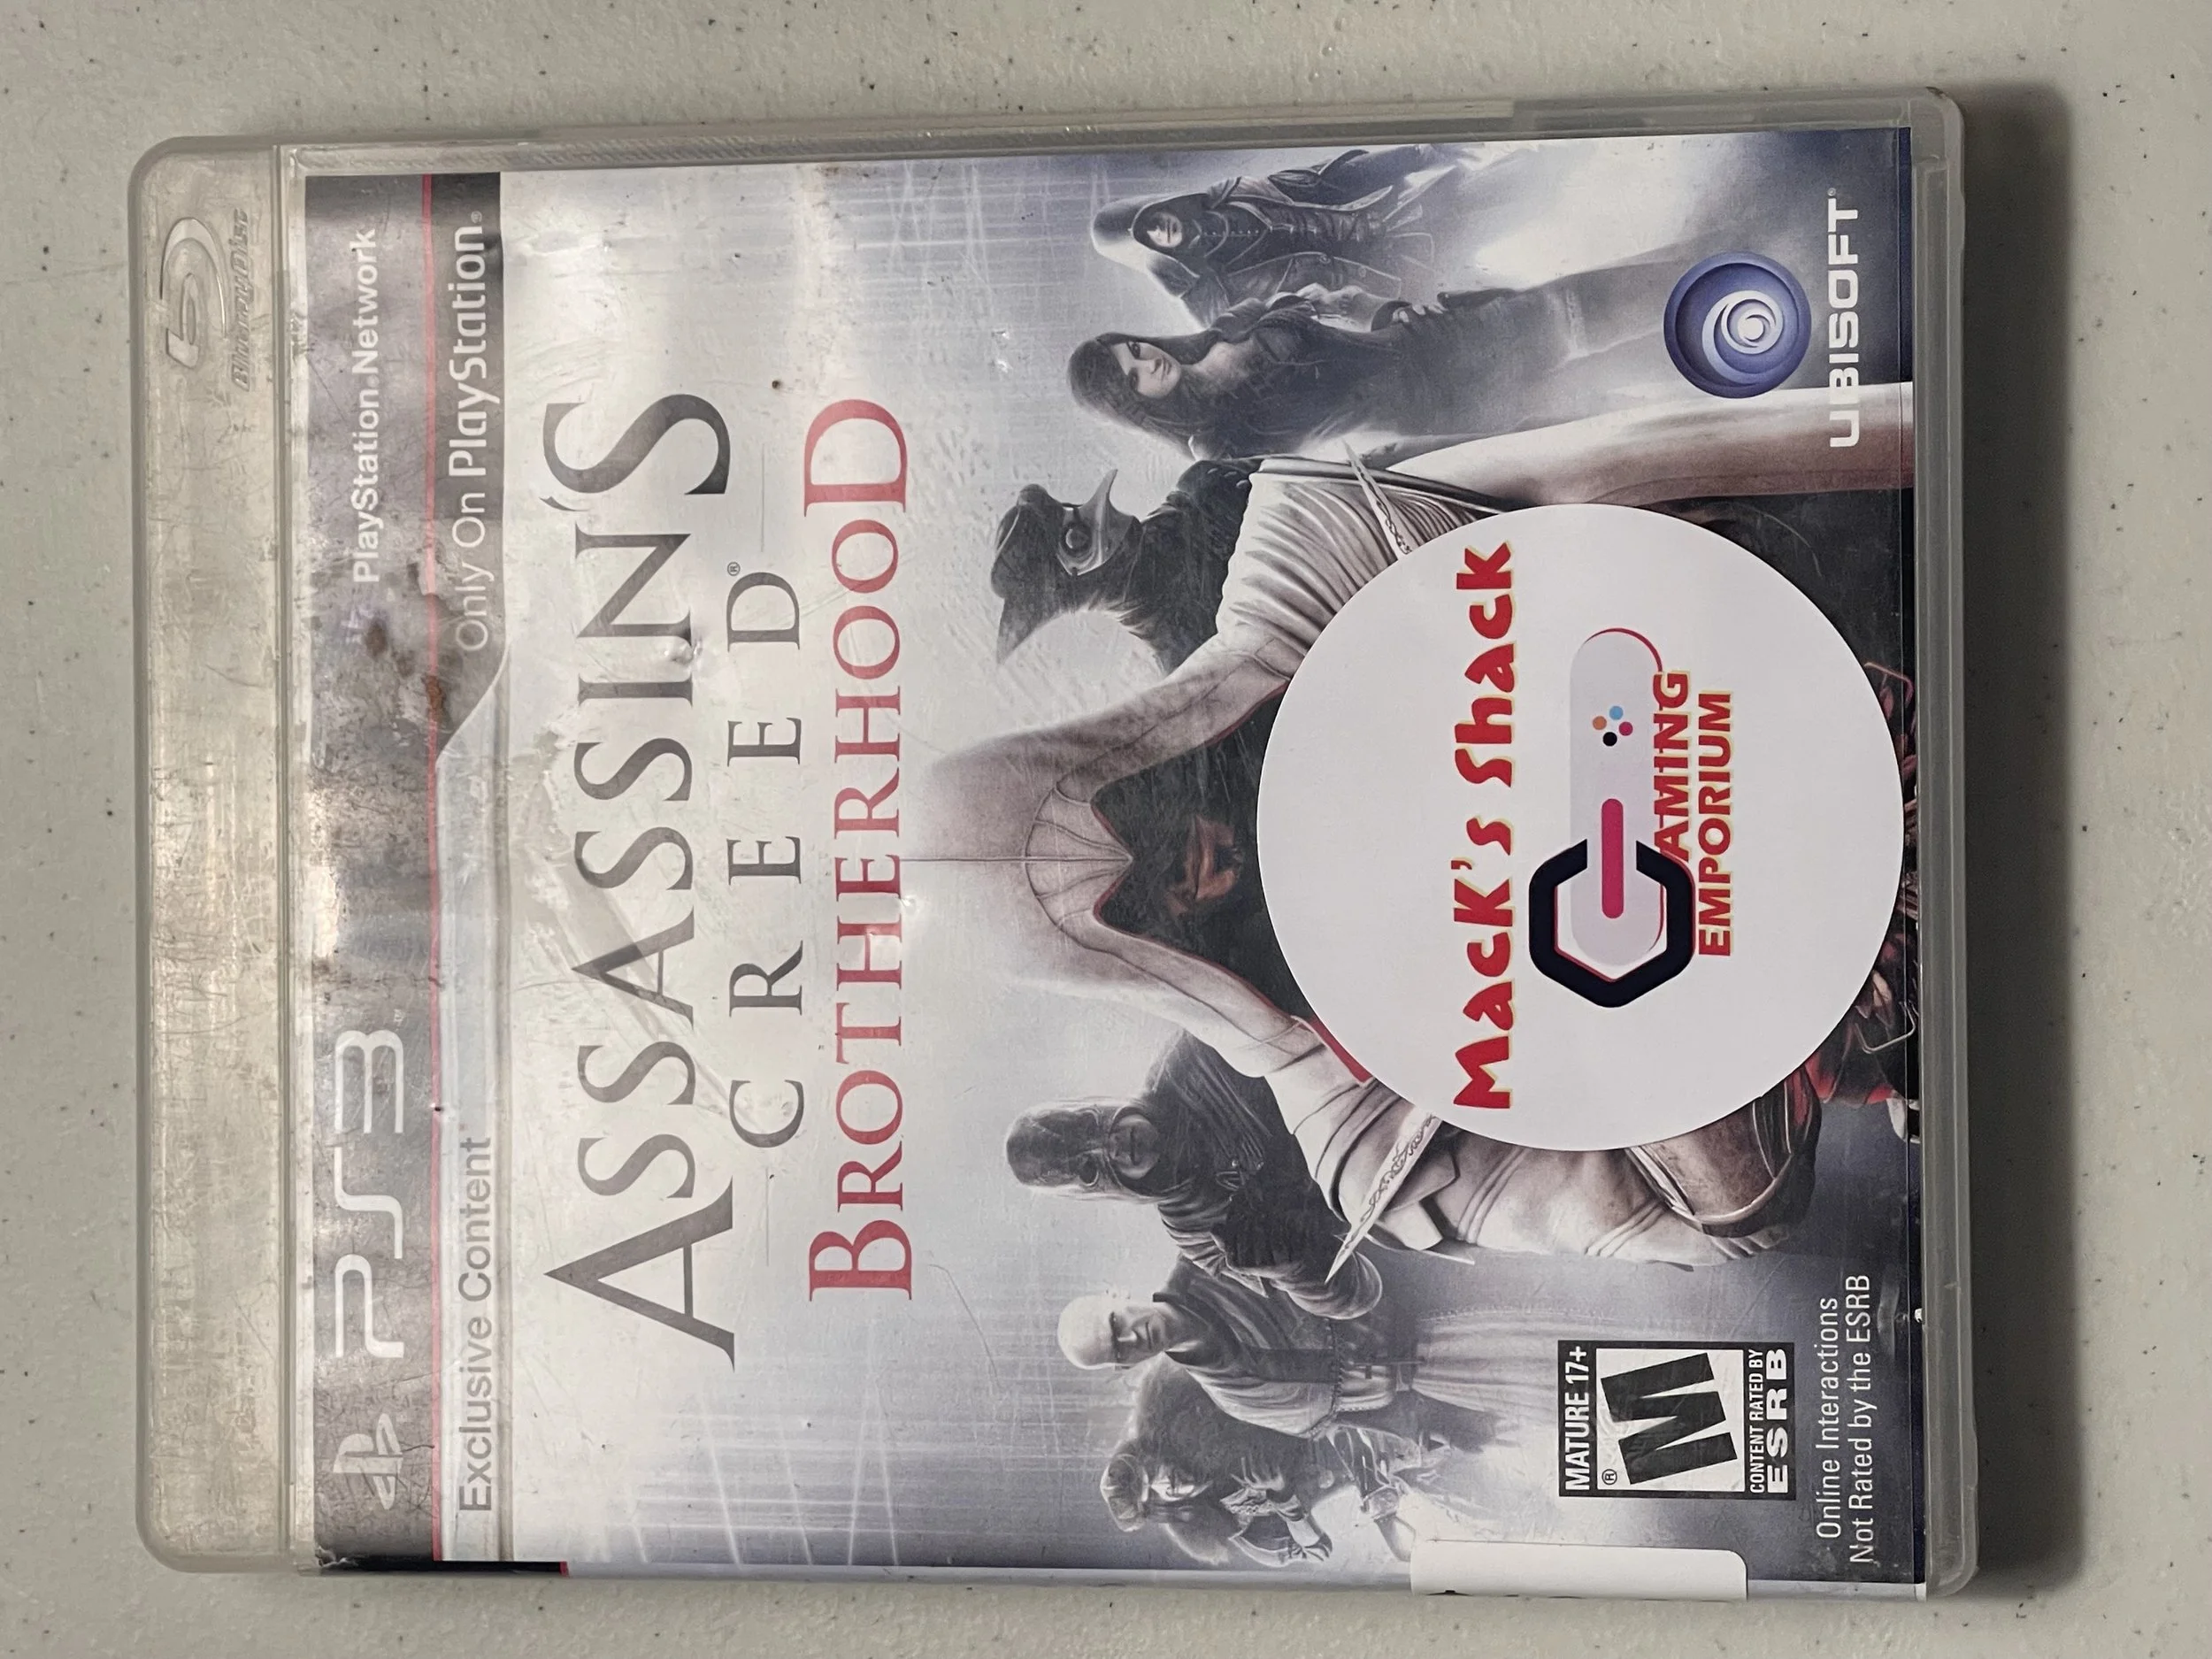 Blu-ray Disc
PS3™
PlayStation®Network
Exclusive Content
Only On PlayStation®
ASSASSIN'S
CREED®
BROTHERHOOD
Mack's Shack
GAMING
EMPORIUM
MATURE 17+
M®
CONTENT RATED BY
ESRB
Online Interactions
Not Rated by the ESRB
UBISOFT®